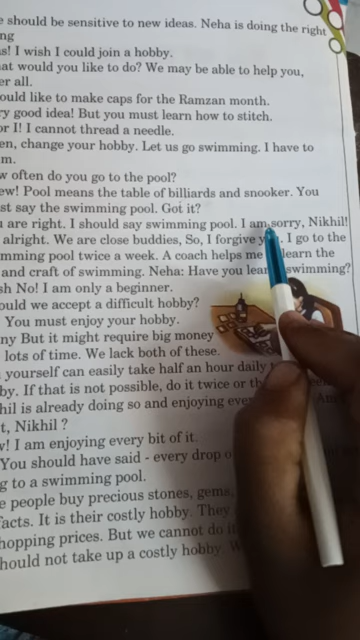 e should be sensitive to new ideas. Neha is doing the right
ng
s! I wish I could join a hobby.
at would you like to do? We may be able to help you,
er all.
ould like to make caps for the Ramzan month.
ry good idea! But you must learn how to stitch.
or I! I cannot thread a needle.
en, change your hobby. Let us go swimming. I have to
m.
w often do you go to the pool?
ew! Pool means the table of billiards and snooker. You
st say the swimming pool. Got it?
are right. I should say swimming pool. I am sorry, Nikhil!
alright. We are close buddies, So, I forgive I go to the
mming pool twice a week. A coach helps me learn the
and craft of swimming. Neha: Have you swimming?
sh No! I am only a beginner.
ould we accept a difficult hobby?
You must enjoy your hobby.
ny But it might require big money
lots of time. We lack both of these.
yourself can easily take half an hour daily
by. If that is not possible, do it twice or
hil is already doing so and enjoying
t, Nikhil ?
v! I am enjoying every bit of it.
You should have said - every drop
g to a swimming pool.
e people buy precious stones, gems,
facts. It is their costly hobby. They
hopping prices. But we cannot do
hould not take up a costly hobby.